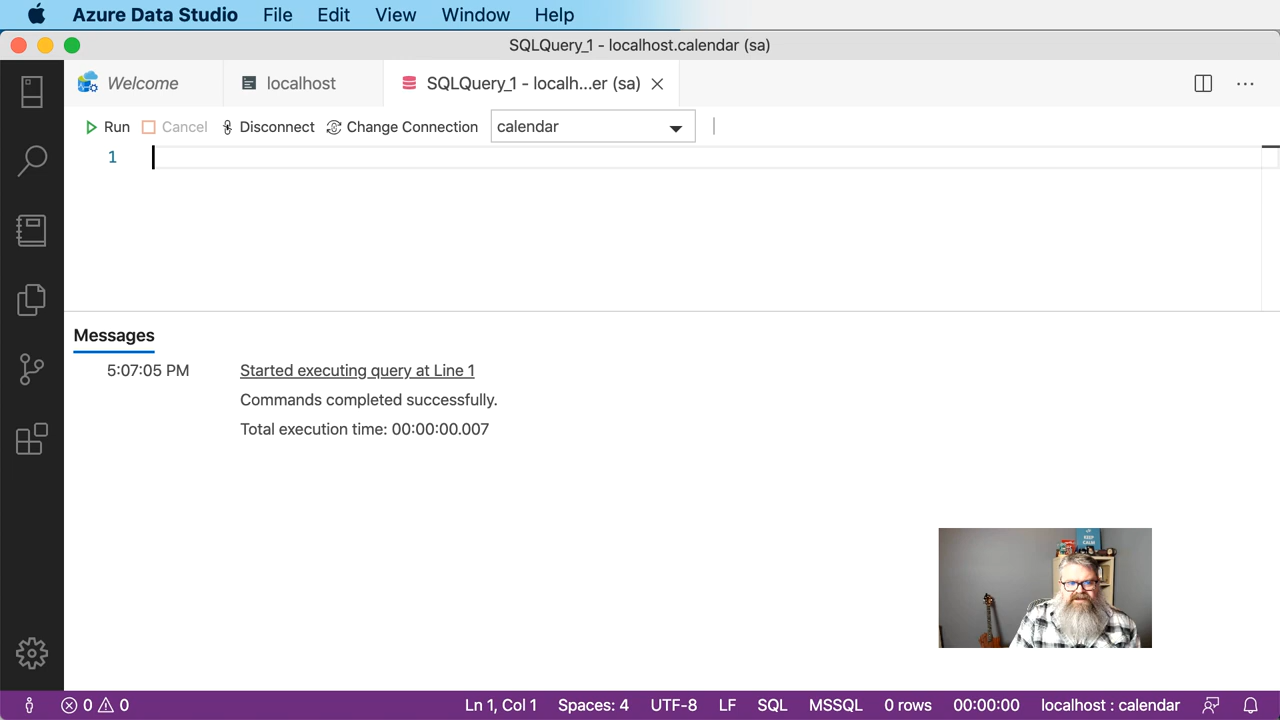 Azure Data Studio File Edit View Window Help
SQLQuery_1 - localhost.calendar (sa)
Welcome localhost SQLQuery_1 - localh...er (sa)
Run Cancel Disconnect Change Connection calendar
1
Messages
5:07:05 PM Started executing query at Line 1
Commands completed successfully.
Total execution time: 00:00:00.007
KEEP
CALM
0 0 Ln 1, Col 1 Spaces: 4 UTF-8 LF SQL MSSQL 0 rows 00:00:00 localhost : calendar